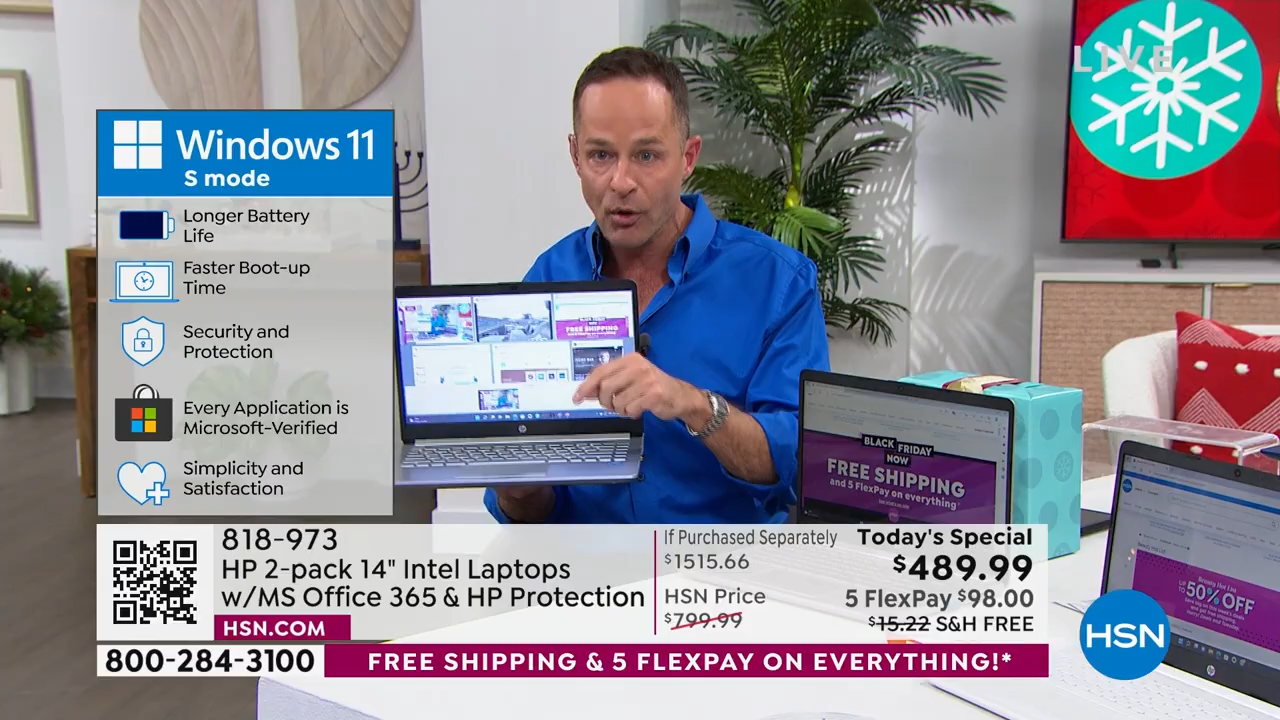 LIVE
Windows 11
S mode
Longer Battery
Life
Faster Boot-up
Time
Security and
Protection
Every Application is
Microsoft-Verified
Simplicity and
Satisfaction
FREE SHIPPING
BLACK FRIDAY
NOW
FREE SHIPPING
and 5 FlexPay on everything*
UP TO 50% OFF
818-973
HP 2-pack 14" Intel Laptops
w/MS Office 365 & HP Protection
HSN.COM
If Purchased Separately
$1515.66
HSN Price
$799.99
Today's Special
$489.99
5 FlexPay $98.00
$15.22 S&H FREE
HSN
800-284-3100
FREE SHIPPING & 5 FLEXPAY ON EVERYTHING!*